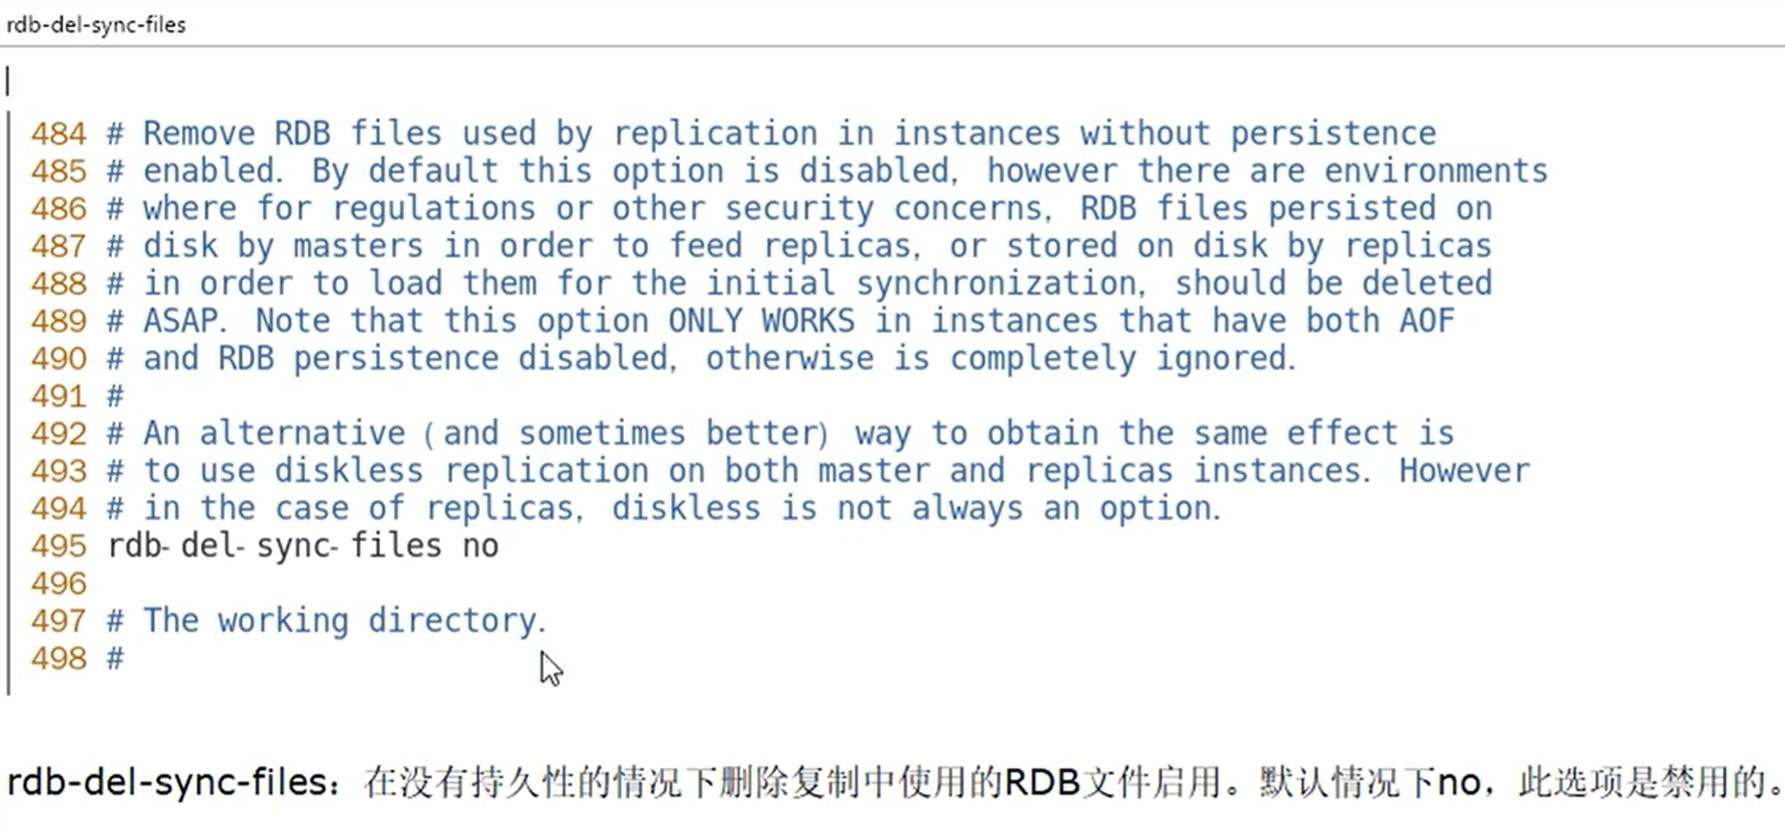 rdb-del-sync-files
484 # Remove RDB files used by replication in instances without persistence
485 # enabled. By default this option is disabled, however there are environments
486 # where for regulations or other security concerns, RDB files persisted on
487 # disk by masters in order to feed replicas, or stored on disk by replicas
488 # in order to load them for the initial synchronization, should be deleted
489 # ASAP. Note that this option ONLY WORKS in instances that have both AOF
490 # and RDB persistence disabled, otherwise is completely ignored.
491 #
492 # An alternative (and sometimes better) way to obtain the same effect is
493 # to use diskless replication on both master and replicas instances. However
494 # in the case of replicas, diskless is not always an option.
495 rdb-del-sync-files no
496
497 # The working directory.
498 #
rdb-del-sync-files：在没有持久性的情况下删除复制中使用的RDB文件启用。默认情况下no，此选项是禁用的。